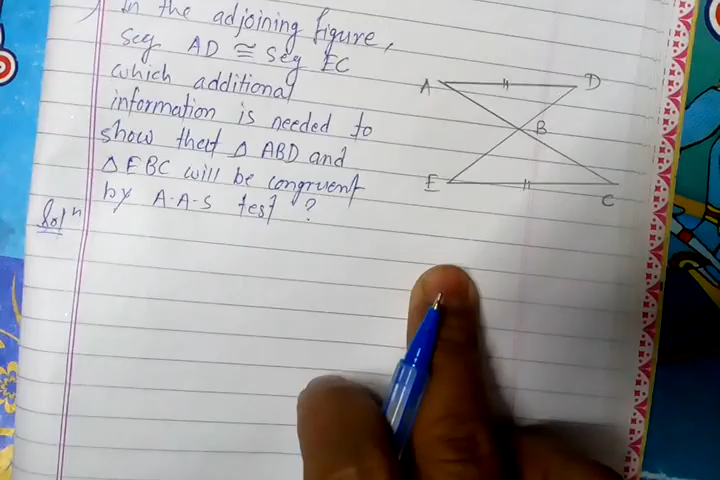 In the adjoining figure,
seg AD ≅ seg EC
which additional
information is needed to
show that △ ABD and
△ EBC will be congruent
by A-A-S test ?
Solⁿ
A
D
B
E
C